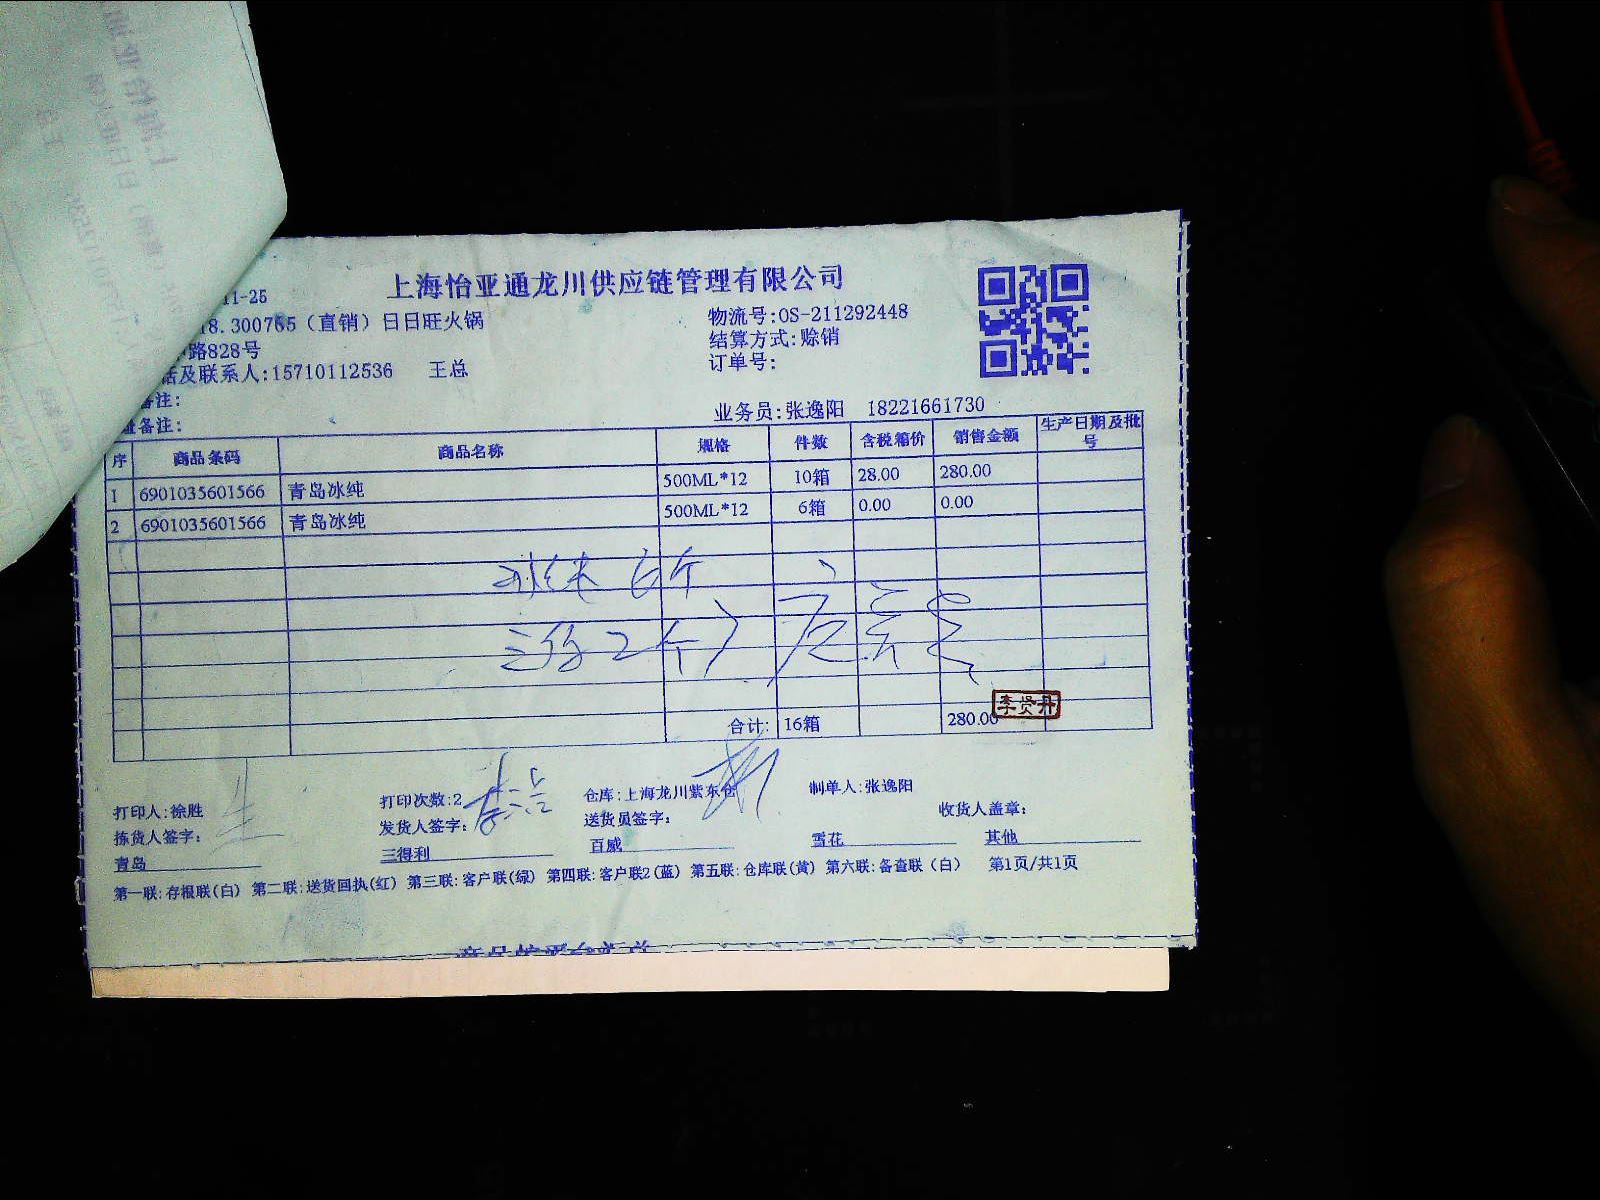 上海怡亚通龙川供应链管理有限公司
11-25
18.300765（直销）日日旺火锅
路828号
话及联系人:15710112536 王总
备注:
备注:
物流号:OS-211292448
结算方式:赊销
订单号:
业务员:张逸阳 18221661730
序 商品条码 商品名称 规格 件数 含税箱价 销售金额 生产日期及批号
1 6901035601566 青岛冰纯 500ML*12 10箱 28.00 280.00
2 6901035601566 青岛冰纯 500ML*12 6箱 0.00 0.00
合计: 16箱 280.00
李贤丹
打印人:徐胜 打印次数:2 仓库:上海龙川紫东仓 制单人:张逸阳
拣货人签字: 发货人签字: 送货员签字: 收货人盖章:
青岛 三得利 百威 雪花 其他
第一联:存根联(白) 第二联:送货回执(红) 第三联:客户联(绿) 第四联:客户联2(蓝) 第五联:仓库联(黄) 第六联:备查联(白) 第1页/共1页